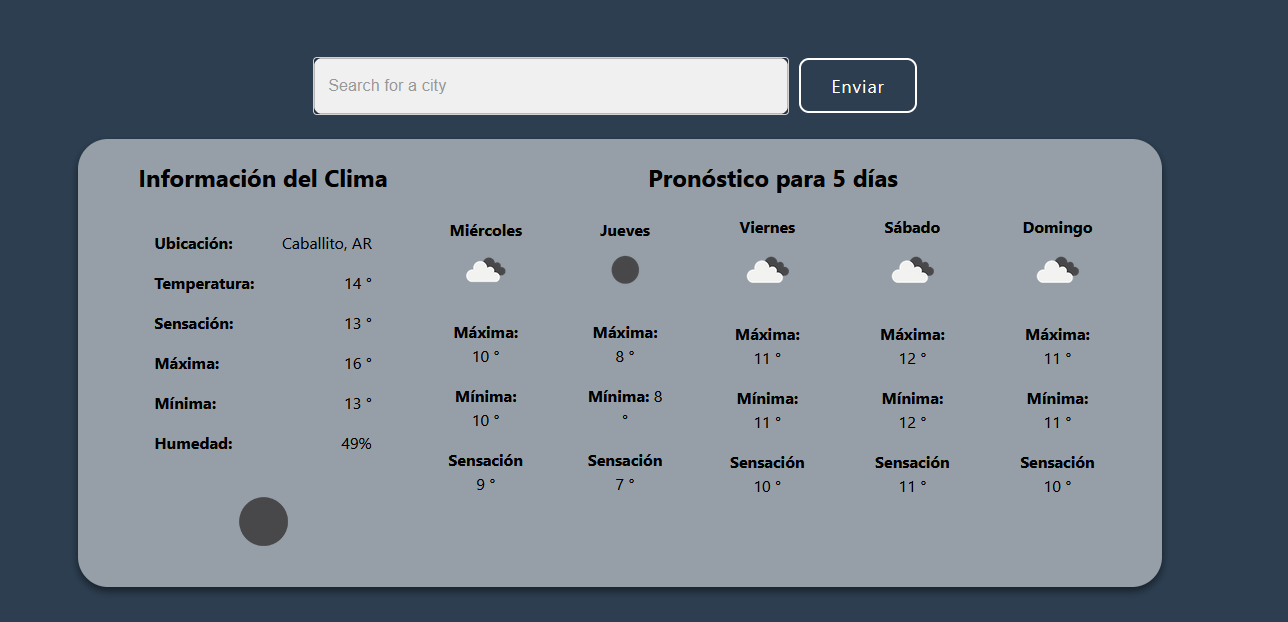 Search for a city
Enviar
Información del Clima
Ubicación: Caballito, AR
Temperatura: 14 °
Sensación: 13 °
Máxima: 16 °
Mínima: 13 °
Humedad: 49%
Pronóstico para 5 días
Miércoles
Máxima:
10 °
Mínima:
10 °
Sensación
9 °
Jueves
Máxima:
8 °
Mínima: 8
°
Sensación
7 °
Viernes
Máxima:
11 °
Mínima:
11 °
Sensación
10 °
Sábado
Máxima:
12 °
Mínima:
12 °
Sensación
11 °
Domingo
Máxima:
11 °
Mínima:
11 °
Sensación
10 °